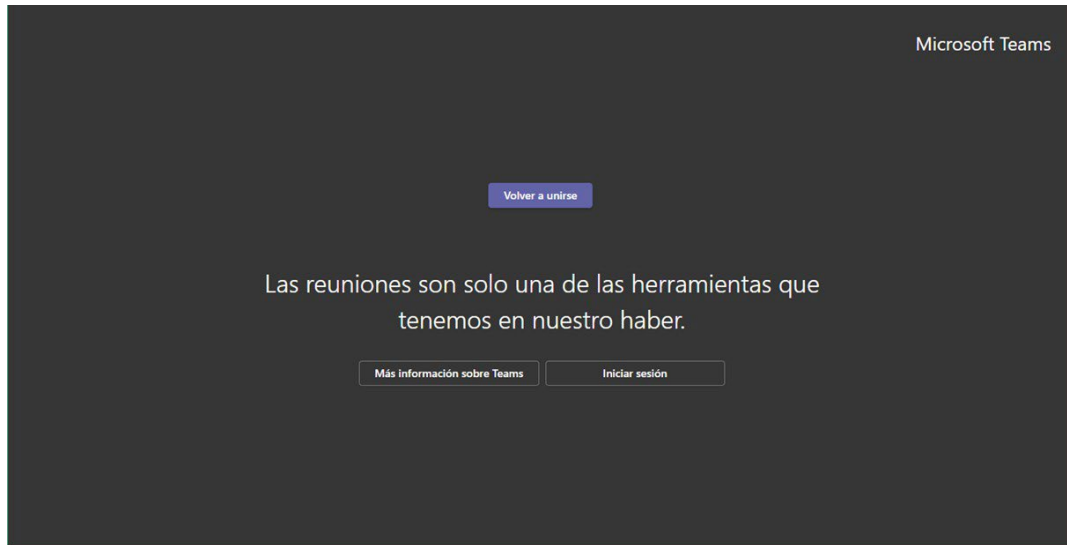 Microsoft Teams
Volver a unirse
Las reuniones son solo una de las herramientas que
tenemos en nuestro haber.
Más información sobre Teams
Iniciar sesión